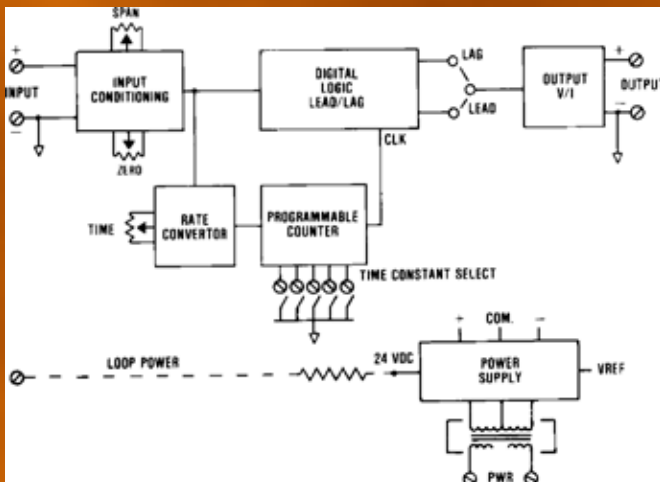 SPAN
+
INPUT
CONDITIONING
INPUT
−
ZERO
DIGITAL
LOGIC
LEAD/LAG
LAG
LEAD
CLK
OUTPUT
V/I
+
OUTPUT
−
TIME
RATE
CONVERTOR
PROGRAMMABLE
COUNTER
TIME CONSTANT SELECT
LOOP POWER
24 VDC
+ COM. −
POWER
SUPPLY
VREF
PWR